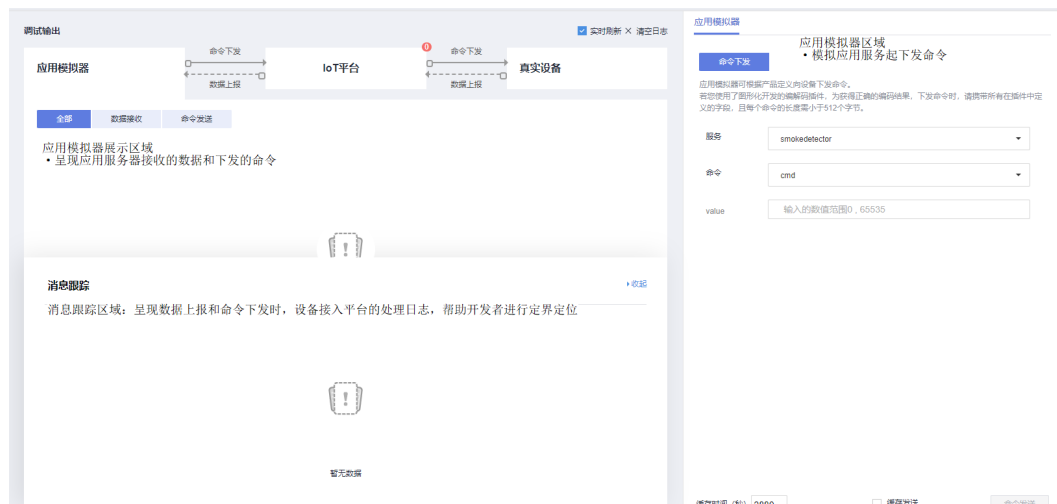 调试输出
实时刷新 × 清空日志
应用模拟器
命令下发
数据上报
IoT平台
0
命令下发
数据上报
真实设备
全部
数据接收
命令发送
应用模拟器展示区域
•呈现应用服务器接收的数据和下发的命令
消息跟踪
收起
消息跟踪区域：呈现数据上报和命令下发时，设备接入平台的处理日志，帮助开发者进行定界定位
暂无数据
应用模拟器
应用模拟器区域
•模拟应用服务起下发命令
命令下发
应用模拟器可根据产品定义向设备下发命令。
若您使用了图形化开发的编解码插件，为获得正确的编码结果，下发命令时，请携带所有在插件中定
义的字段，且每个命令的长度需小于512个字节。
服务
smokedetector
命令
cmd
value
输入的数值范围0 , 65535
缓存时间（秒）
缓存发送
命令发送